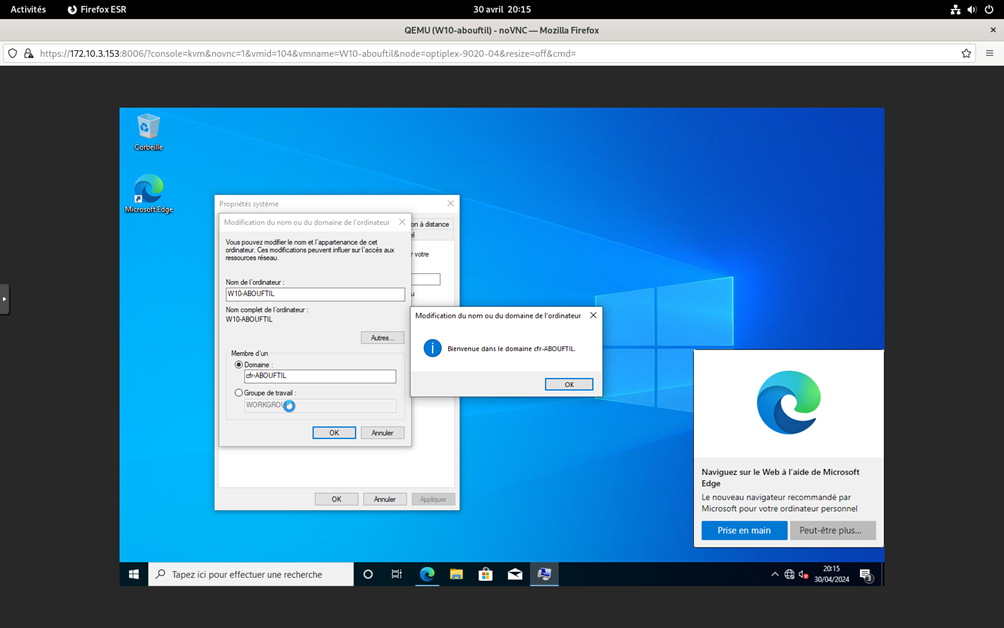 Activités
Firefox ESR
30 avril 20:15
QEMU (W10-abouftil) - noVNC — Mozilla Firefox
https://172.10.3.153:8006/?console=kvm&novnc=1&vmid=104&vmname=W10-abouftil&node=optiplex-9020-04&resize=off&cmd=
Corbeille
Microsoft Edge
Propriétés système
Modification du nom ou du domaine de l'ordinateur
on à distance
Vous pouvez modifier le nom et l'appartenance de cet
ordinateur. Ces modifications peuvent influer sur l'accès aux
ressources réseau.
votre
Nom de l'ordinateur :
W10-ABOUFTIL
Nom complet de l'ordinateur :
W10-ABOUFTIL
Autres...
Membre d'un
Domaine :
cfr-ABOUFTIL
Groupe de travail :
OK
Annuler
OK
Annuler
Appliquer
Modification du nom ou du domaine de l'ordinateur
Bienvenue dans le domaine cfr-ABOUFTIL.
OK
Naviguez sur le Web à l'aide de Microsoft
Edge
Le nouveau navigateur recommandé par
Microsoft pour votre ordinateur personnel
Prise en main
Peut-être plus...
Tapez ici pour effectuer une recherche
20:15
30/04/2024
3